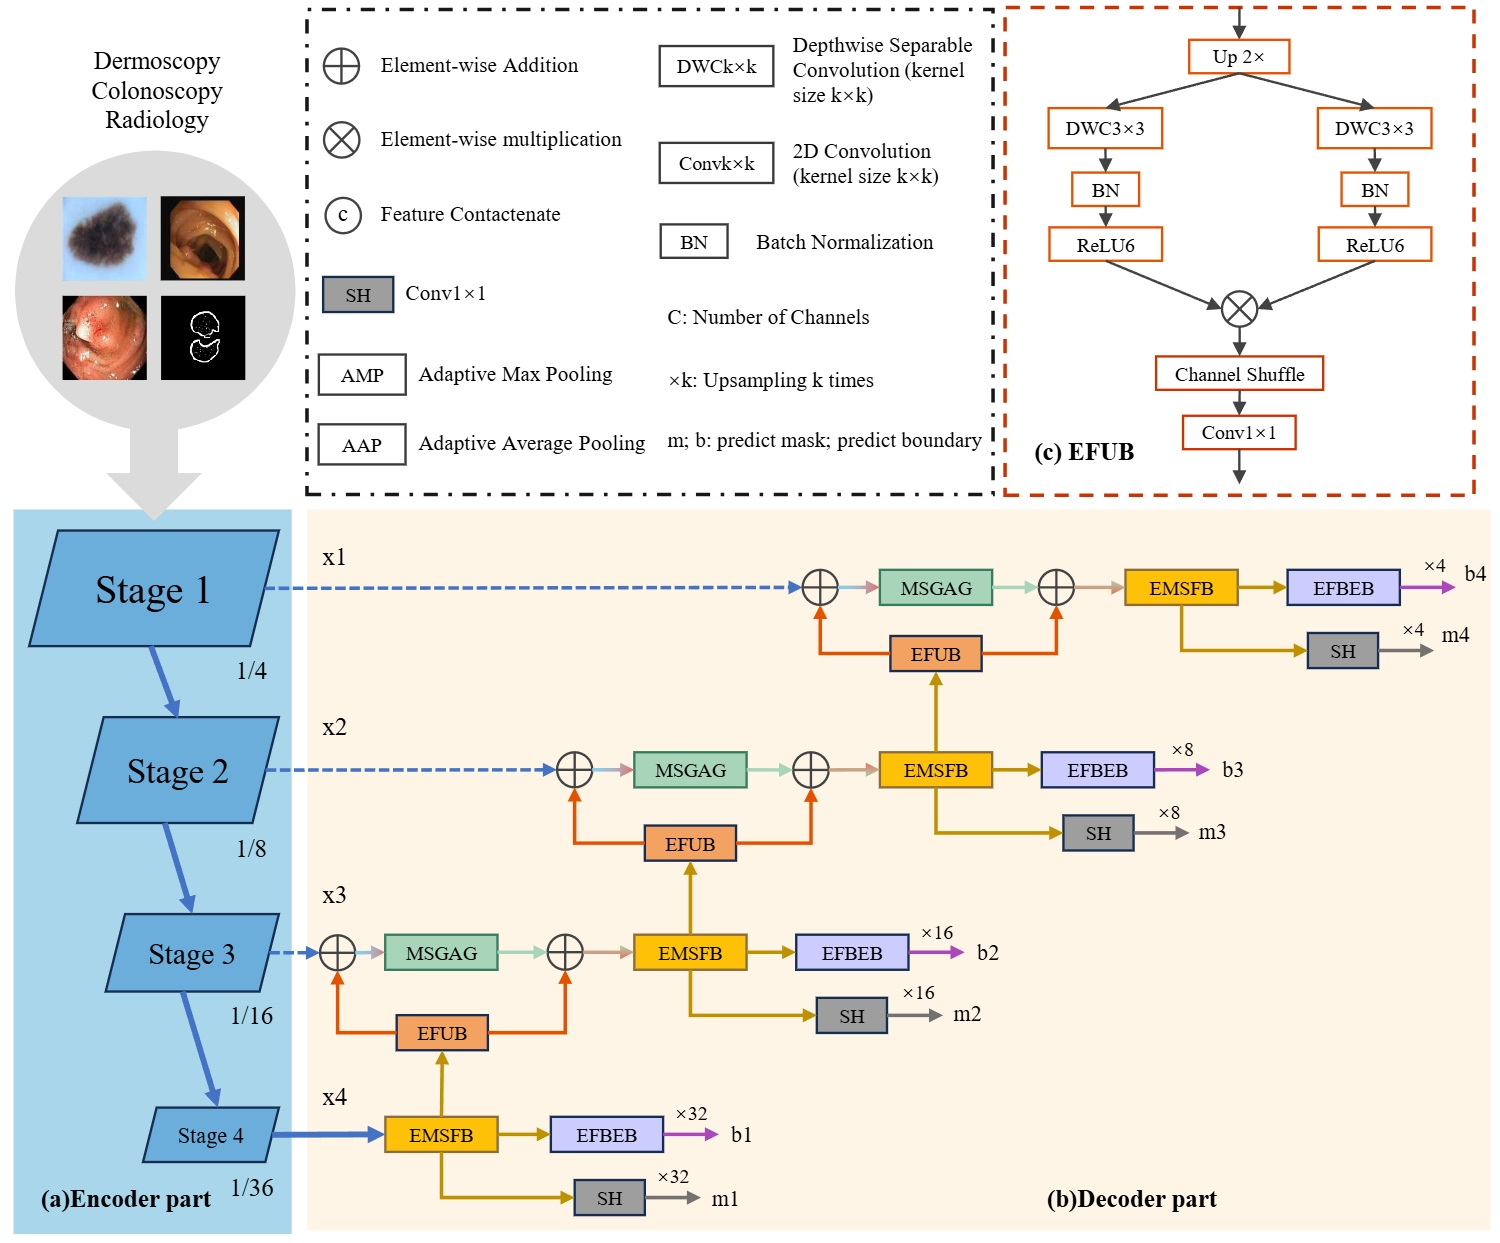 Dermoscopy
Colonoscopy
Radiology
Element-wise Addition
Element-wise multiplication
c
Feature Contactenate
SH
Conv1×1
AMP
Adaptive Max Pooling
AAP
Adaptive Average Pooling
DWCk×k
Depthwise Separable
Convolution (kernel
size k×k)
Convk×k
2D Convolution
(kernel size k×k)
BN
Batch Normalization
C: Number of Channels
×k: Upsampling k times
m; b: predict mask; predict boundary
Up 2×
DWC3×3
DWC3×3
BN
BN
ReLU6
ReLU6
Channel Shuffle
Conv1×1
(c) EFUB
Stage 1
1/4
Stage 2
1/8
Stage 3
1/16
Stage 4
1/36
(a)Encoder part
x1
MSGAG
EMSFB
EFBEB
×4
b4
EFUB
SH
×4
m4
x2
MSGAG
EMSFB
EFBEB
×8
b3
EFUB
SH
×8
m3
x3
MSGAG
EMSFB
EFBEB
×16
b2
EFUB
SH
×16
m2
x4
EMSFB
EFBEB
×32
b1
SH
×32
m1
(b)Decoder part